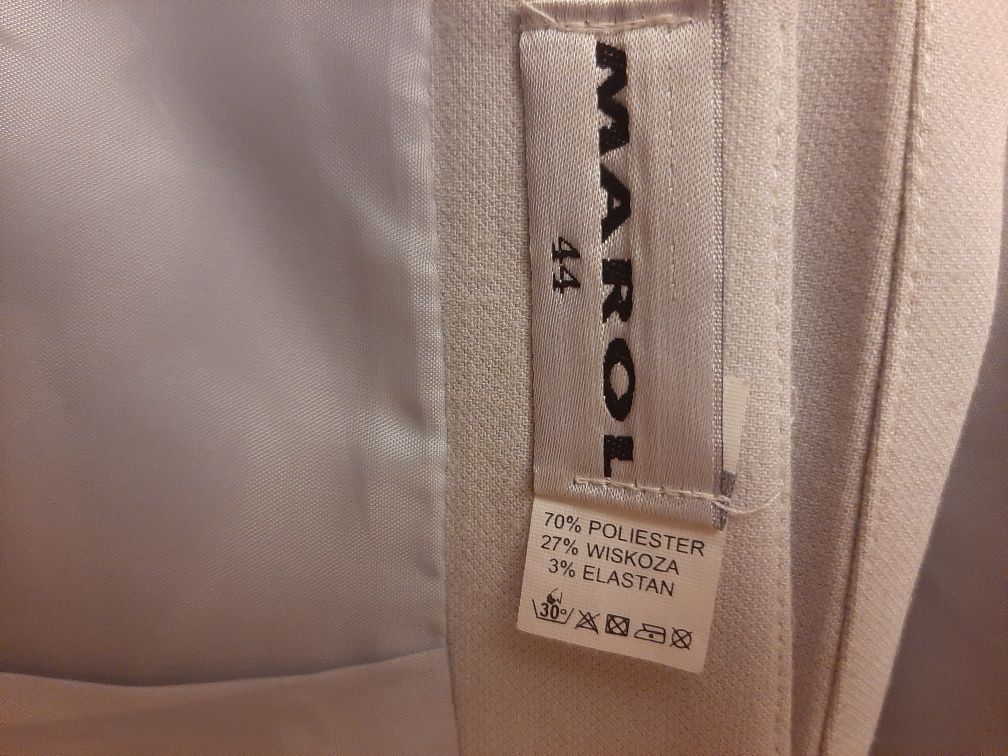 MAROL
44
70% POLIESTER
27% WISKOZA
3% ELASTAN
30°